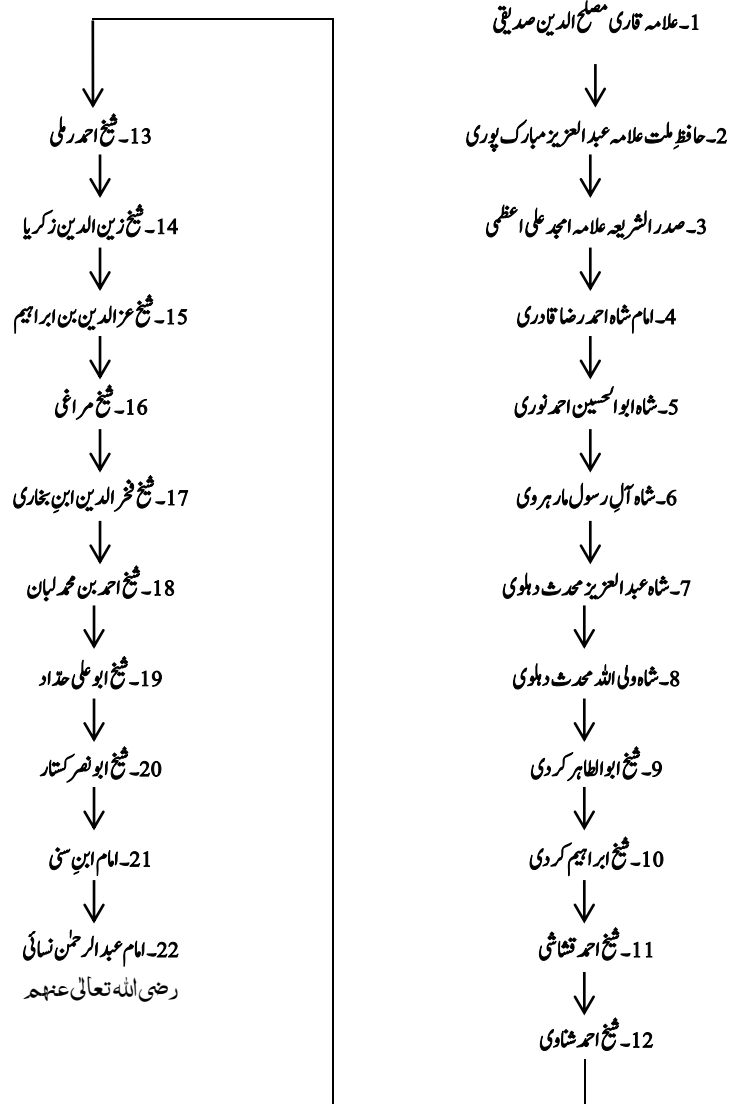 1۔علامہ قاری مصلح الدین صدیقی
2۔حافظِ ملت علامہ عبد العزیز مبارک پوری
3۔صدر الشریعہ علامہ امجد علی اعظمی
4۔امام شاہ احمد رضا قادری
5۔شاہ ابو الحسین احمد نوری
6۔شاہ آلِ رسول مارہروی
7۔شاہ عبد العزیز محدث دہلوی
8۔شاہ ولی اللہ محدث دہلوی
9۔شیخ ابو الطاہر کردی
10۔شیخ ابراہیم کردی
11۔شیخ احمد قشاشی
12۔شیخ احمد شناوی
13۔شیخ احمد رملی
14۔شیخ زین الدین زکریا
15۔شیخ عز الدین بن ابراہیم
16۔شیخ مراغی
17۔شیخ فخر الدین ابنِ بخاری
18۔شیخ احمد بن محمد لبان
19۔شیخ ابو علی حدّاد
20۔شیخ ابو نصر کستار
21۔امام ابنِ سنی
22۔امام عبد الرحمٰن نسائی
رضی اللہ تعالٰی عنہم